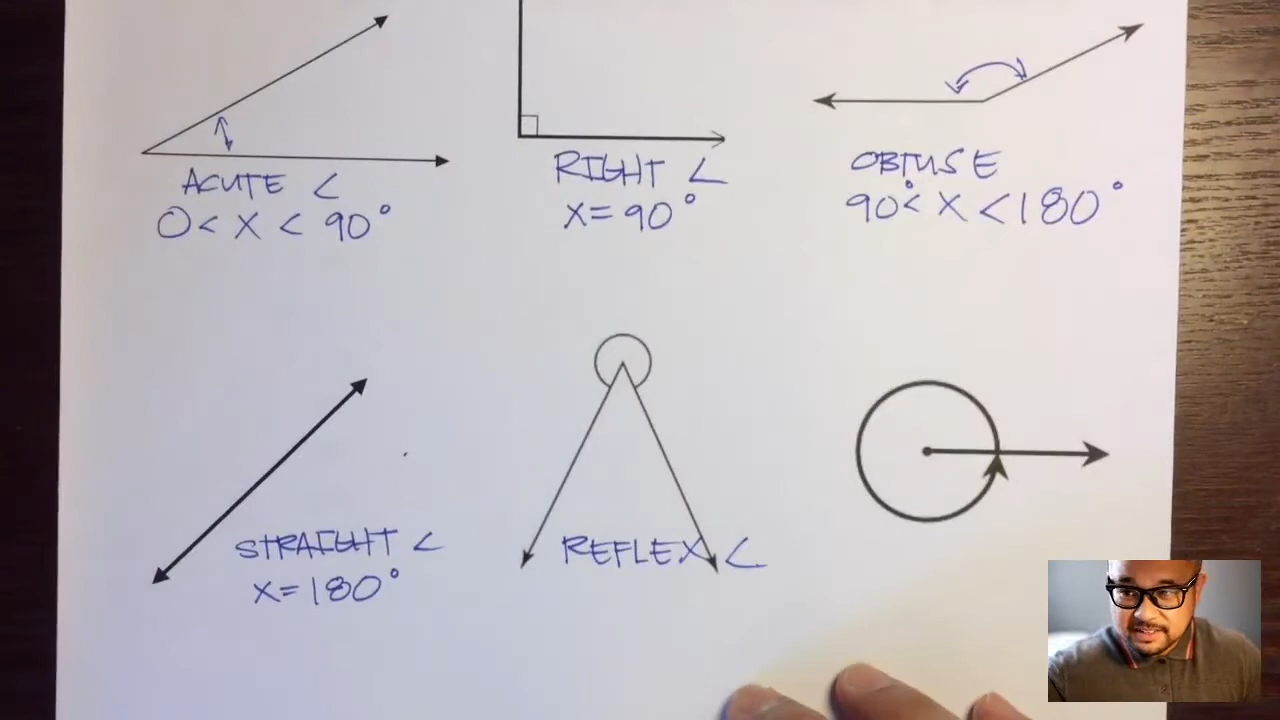 ACUTE <
0 < X < 90°
RIGHT <
X = 90°
OBTUSE
90° < X < 180°
STRAIGHT <
X = 180°
REFLEX <